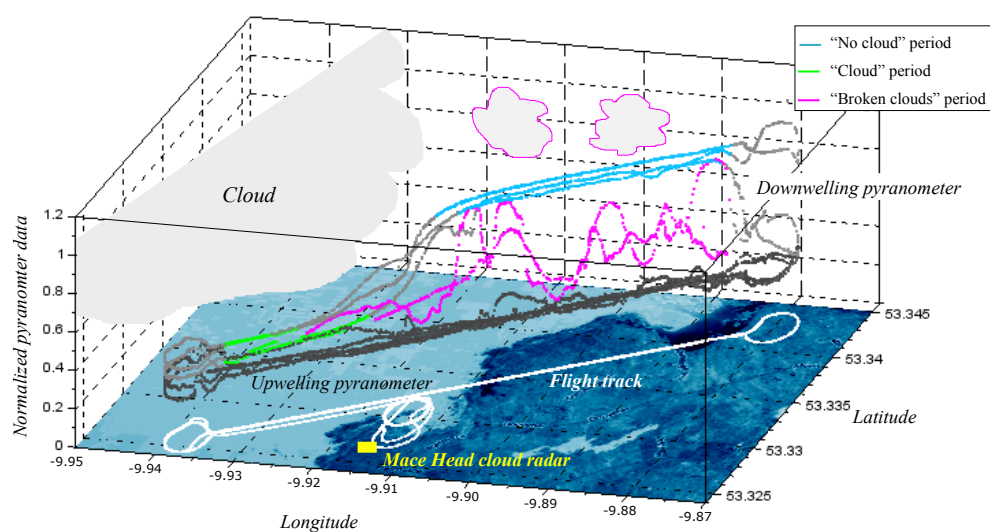 “No cloud” period
“Cloud” period
“Broken clouds” period
Cloud
Downwelling pyranometer
Normalized pyranomter data
1.2
1
0.8
0.6
0.4
0.2
0
Upwelling pyranometer
Flight track
Mace Head cloud radar
53.345
53.34
53.335
53.33
53.325
Latitude
-9.95
-9.94
-9.93
-9.92
-9.91
-9.90
-9.89
-9.88
-9.87
Longitude